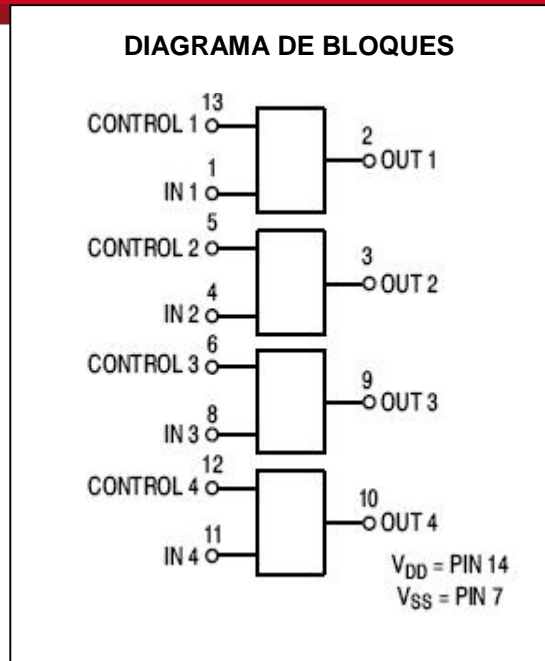 DIAGRAMA DE BLOQUES
13
CONTROL 1
2
OUT 1
1
IN 1
5
CONTROL 2
3
OUT 2
4
IN 2
6
CONTROL 3
9
OUT 3
8
IN 3
12
CONTROL 4
10
OUT 4
11
IN 4
VDD = PIN 14
VSS = PIN 7